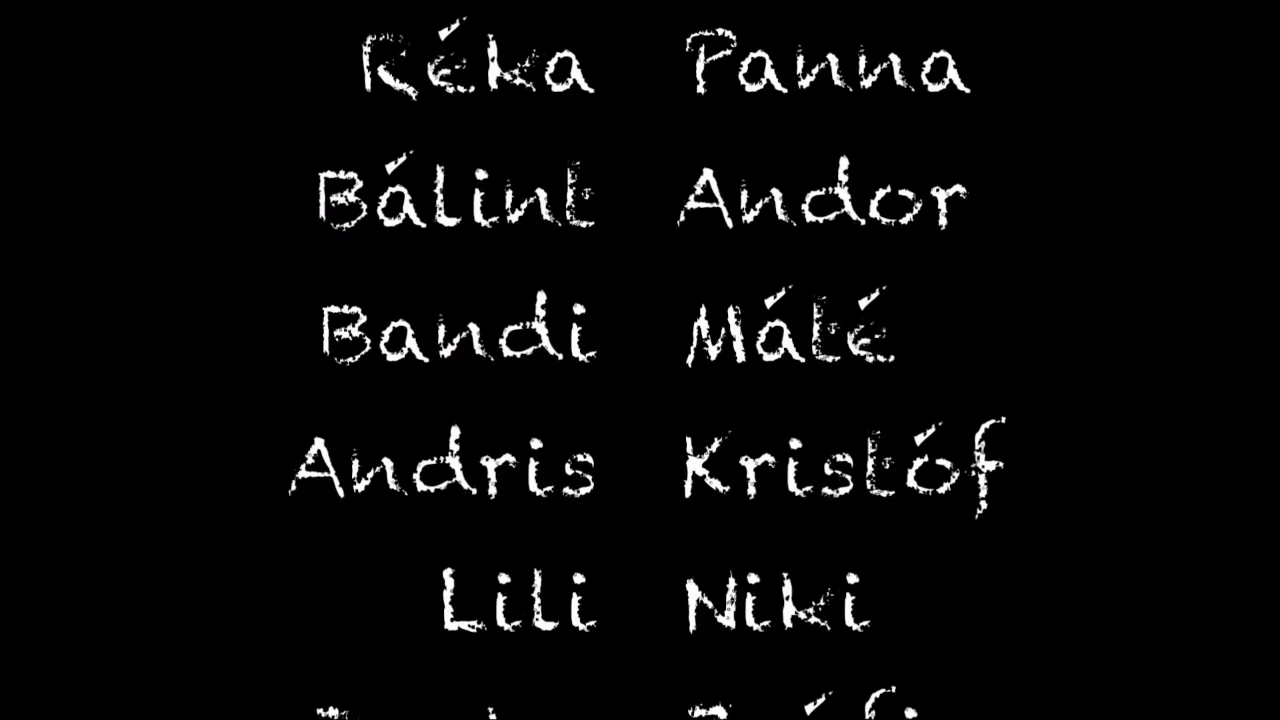 Réka Panna
Bálint Andor
Bandi Máté
Andris Kristóf
Lili Niki